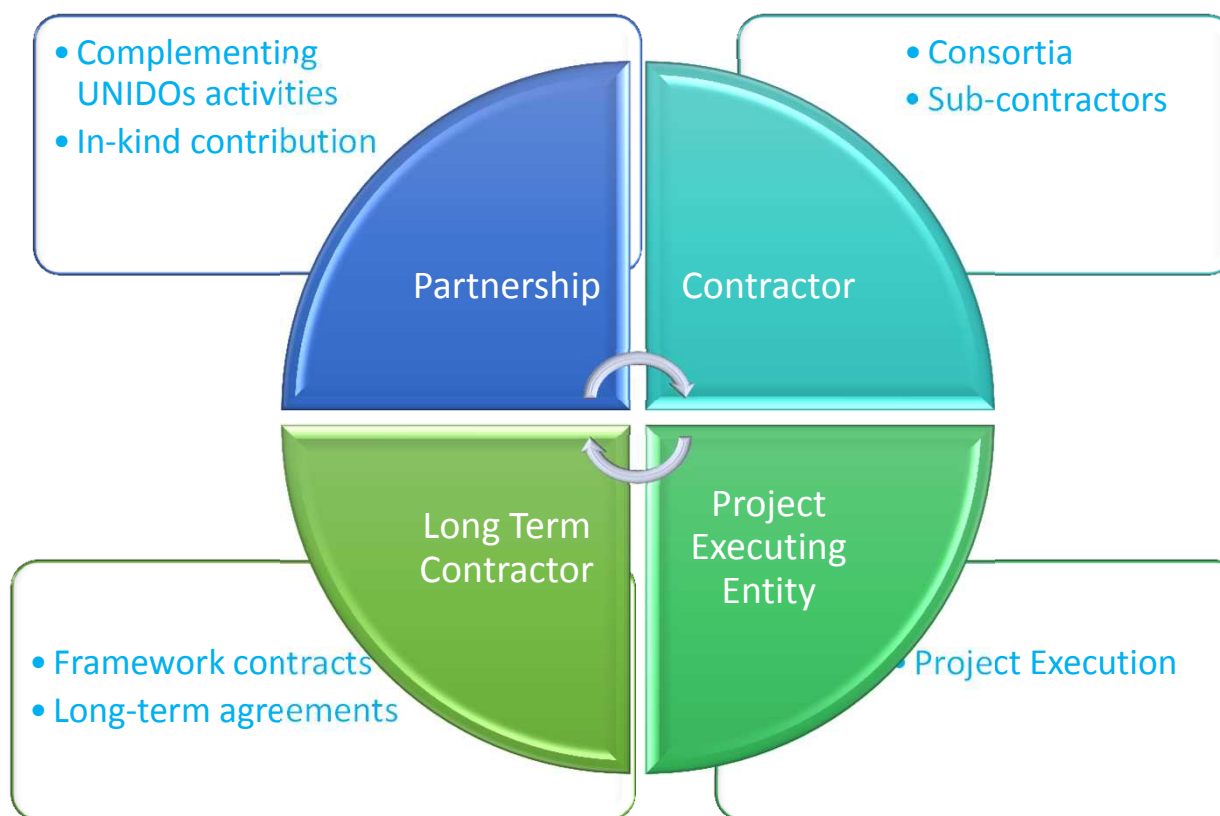 • Complementing
UNIDOs activities
• In-kind contribution
• Consortia
• Sub-contractors
Partnership
Contractor
Long Term
Contractor
Project
Executing
Entity
• Framework contracts
• Long-term agreements
• Project Execution